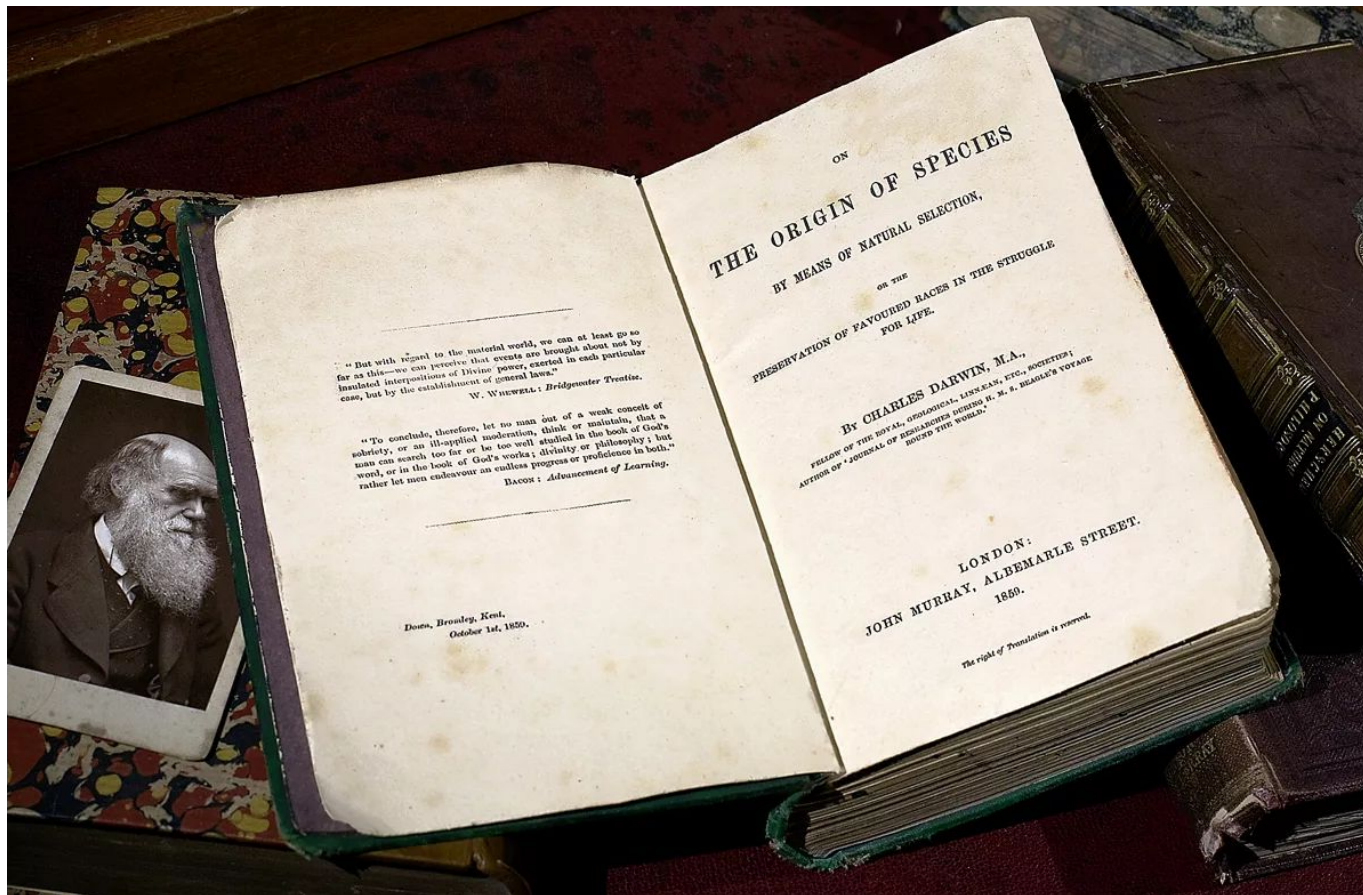 “ But with regard to the material world, we can at least go so
far as this—we can perceive that events are brought about not by
insulated interpositions of Divine power, exerted in each particular
case, but by the establishment of general laws.”
W. WHEWELL : Bridgewater Treatise.
“ To conclude, therefore, let no man out of a weak conceit of
sobriety, or an ill-applied moderation, think or maintain, that a
man can search too far or be too well studied in the book of God's
word, or in the book of God's works ; divinity or philosophy ; but
rather let men endeavour an endless progress or proficience in both.”
BACON : Advancement of Learning.
Down, Bromley, Kent,
October 1st, 1859.
ON
THE ORIGIN OF SPECIES
BY MEANS OF NATURAL SELECTION,
OR THE
PRESERVATION OF FAVOURED RACES IN THE STRUGGLE
FOR LIFE.
By CHARLES DARWIN, M.A.,
FELLOW OF THE ROYAL, GEOLOGICAL, LINNÆAN, ETC., SOCIETIES ;
AUTHOR OF ‘ JOURNAL OF RESEARCHES DURING H. M. S. BEAGLE'S VOYAGE
ROUND THE WORLD.’
LONDON:
JOHN MURRAY, ALBEMARLE STREET.
1859.
The right of Translation is reserved.